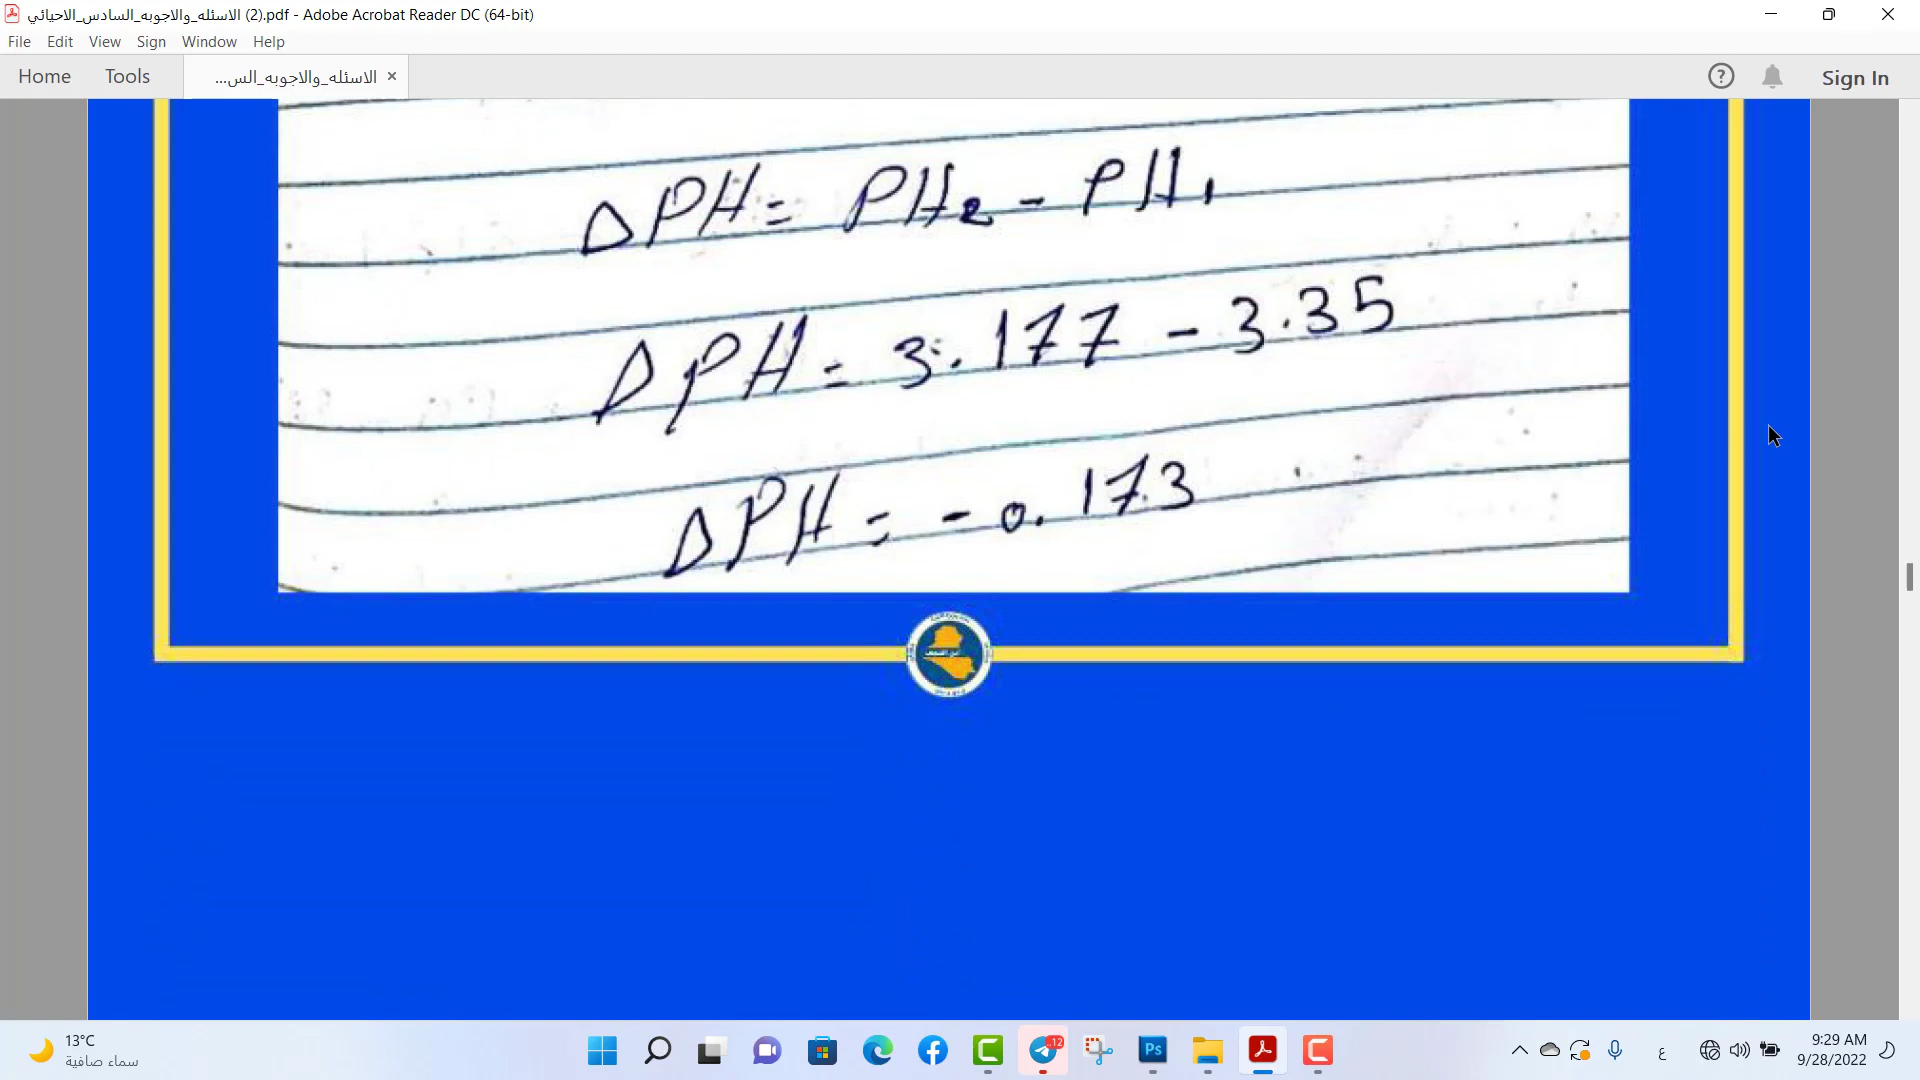 الاسئله_والاجوبه_السادس_الاحيائي (2).pdf - Adobe Acrobat Reader DC (64-bit)
File Edit View Sign Window Help
Home Tools الاسئله_والاجوبه_الس... × Sign In
ΔPH = PH2 - PH1
ΔPH = 3.177 - 3.35
ΔPH = -0.173
13°C
سماء صافية
12
Ps
ع
9:29 AM
9/28/2022